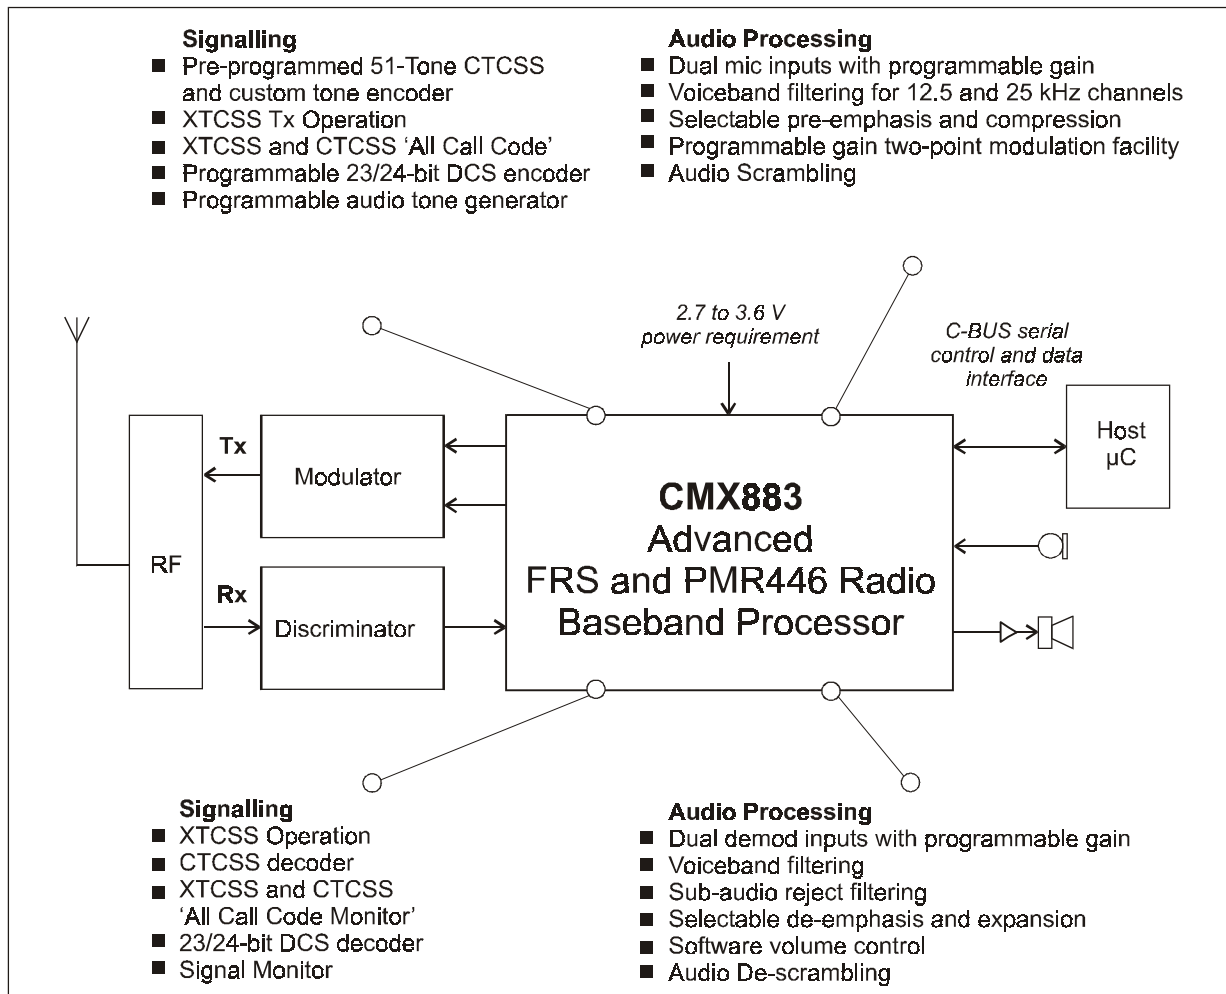 Signalling
■ Pre-programmed 51-Tone CTCSS
and custom tone encoder
■ XTCSS Tx Operation
■ XTCSS and CTCSS ‘All Call Code’
■ Programmable 23/24-bit DCS encoder
■ Programmable audio tone generator
Audio Processing
■ Dual mic inputs with programmable gain
■ Voiceband filtering for 12.5 and 25 kHz channels
■ Selectable pre-emphasis and compression
■ Programmable gain two-point modulation facility
■ Audio Scrambling
2.7 to 3.6 V
power requirement
C-BUS serial
control and data
interface
Host
µC
Tx
Modulator
RF
Rx
Discriminator
CMX883
Advanced
FRS and PMR446 Radio
Baseband Processor
Signalling
■ XTCSS Operation
■ CTCSS decoder
■ XTCSS and CTCSS
‘All Call Code Monitor’
■ 23/24-bit DCS decoder
■ Signal Monitor
Audio Processing
■ Dual demod inputs with programmable gain
■ Voiceband filtering
■ Sub-audio reject filtering
■ Selectable de-emphasis and expansion
■ Software volume control
■ Audio De-scrambling